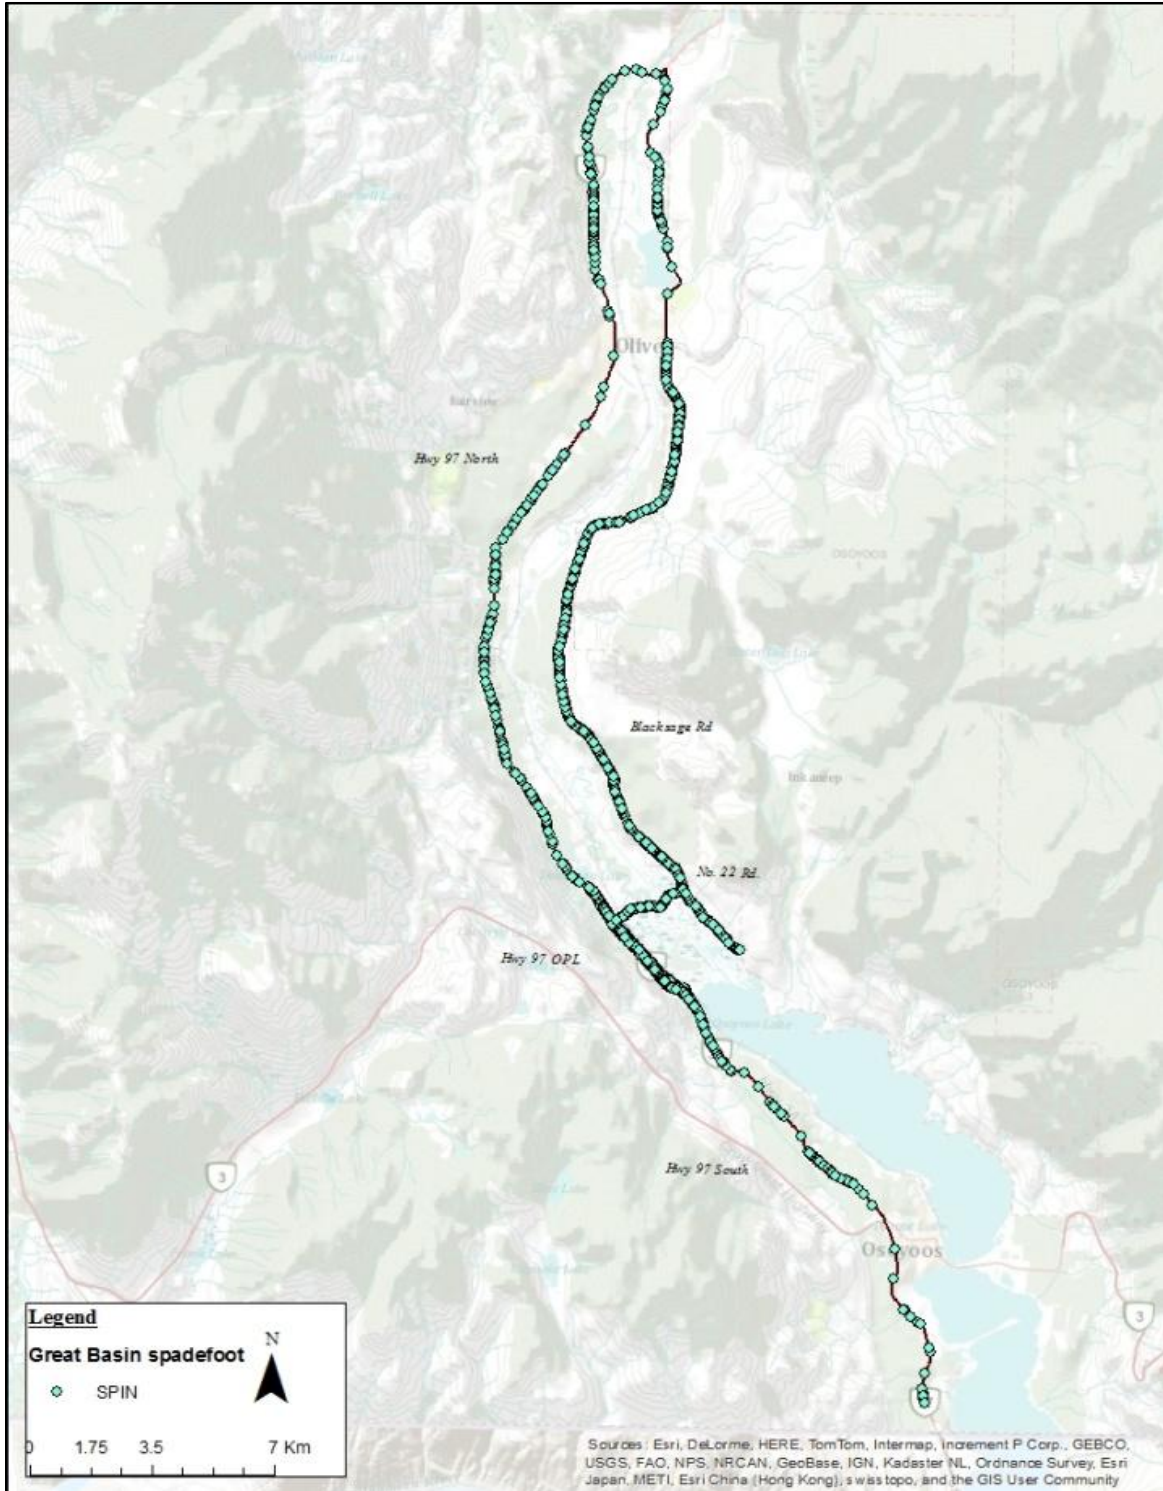 Hwy 97 North
OSOYOOS
Blacksage Rd
Inkaneep
No. 22 Rd.
Hwy 97 OPL
OSOYOOS
Hwy 97 South
3
3
Legend
Great Basin spadefoot
N
SPIN
0 1.75 3.5 7 Km
Sources: Esri, DeLorme, HERE, TomTom, Intermap, increment P Corp., GEBCO,
USGS, FAO, NPS, NRCAN, GeoBase, IGN, Kadaster NL, Ordnance Survey, Esri
Japan, METI, Esri China (Hong Kong), swisstopo, and the GIS User Community